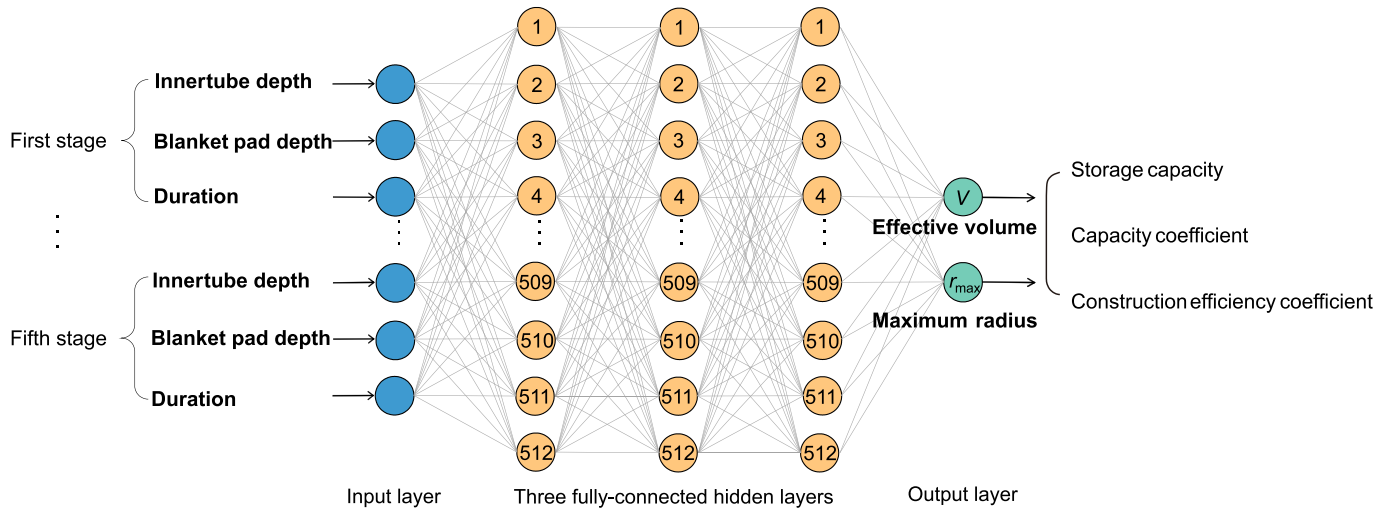 First stage
Innertube depth
Blanket pad depth
Duration
Fifth stage
Innertube depth
Blanket pad depth
Duration
1
2
3
4
509
510
511
512
1
2
3
4
509
510
511
512
1
2
3
4
509
510
511
512
V
Effective volume
r max
Maximum radius
Storage capacity
Capacity coefficient
Construction efficiency coefficient
Input layer
Three fully-connected hidden layers
Output layer